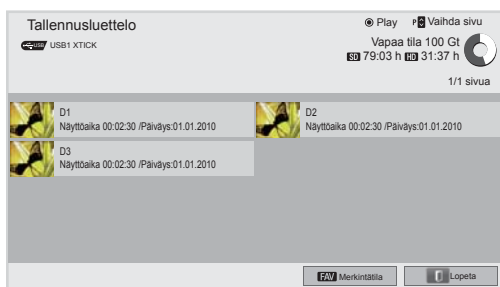 Tallennusluettelo
Play P Vaihda sivu
USB USB1 XTICK
Vapaa tila 100 Gt
SD 79:03 h HD 31:37 h
1/1 sivua
D1
Näyttöaika 00:02:30 /Päiväys:01.01.2010
D2
Näyttöaika 00:02:30 /Päiväys:01.01.2010
D3
Näyttöaika 00:02:30 /Päiväys:01.01.2010
FAV Merkintätila
Lopeta